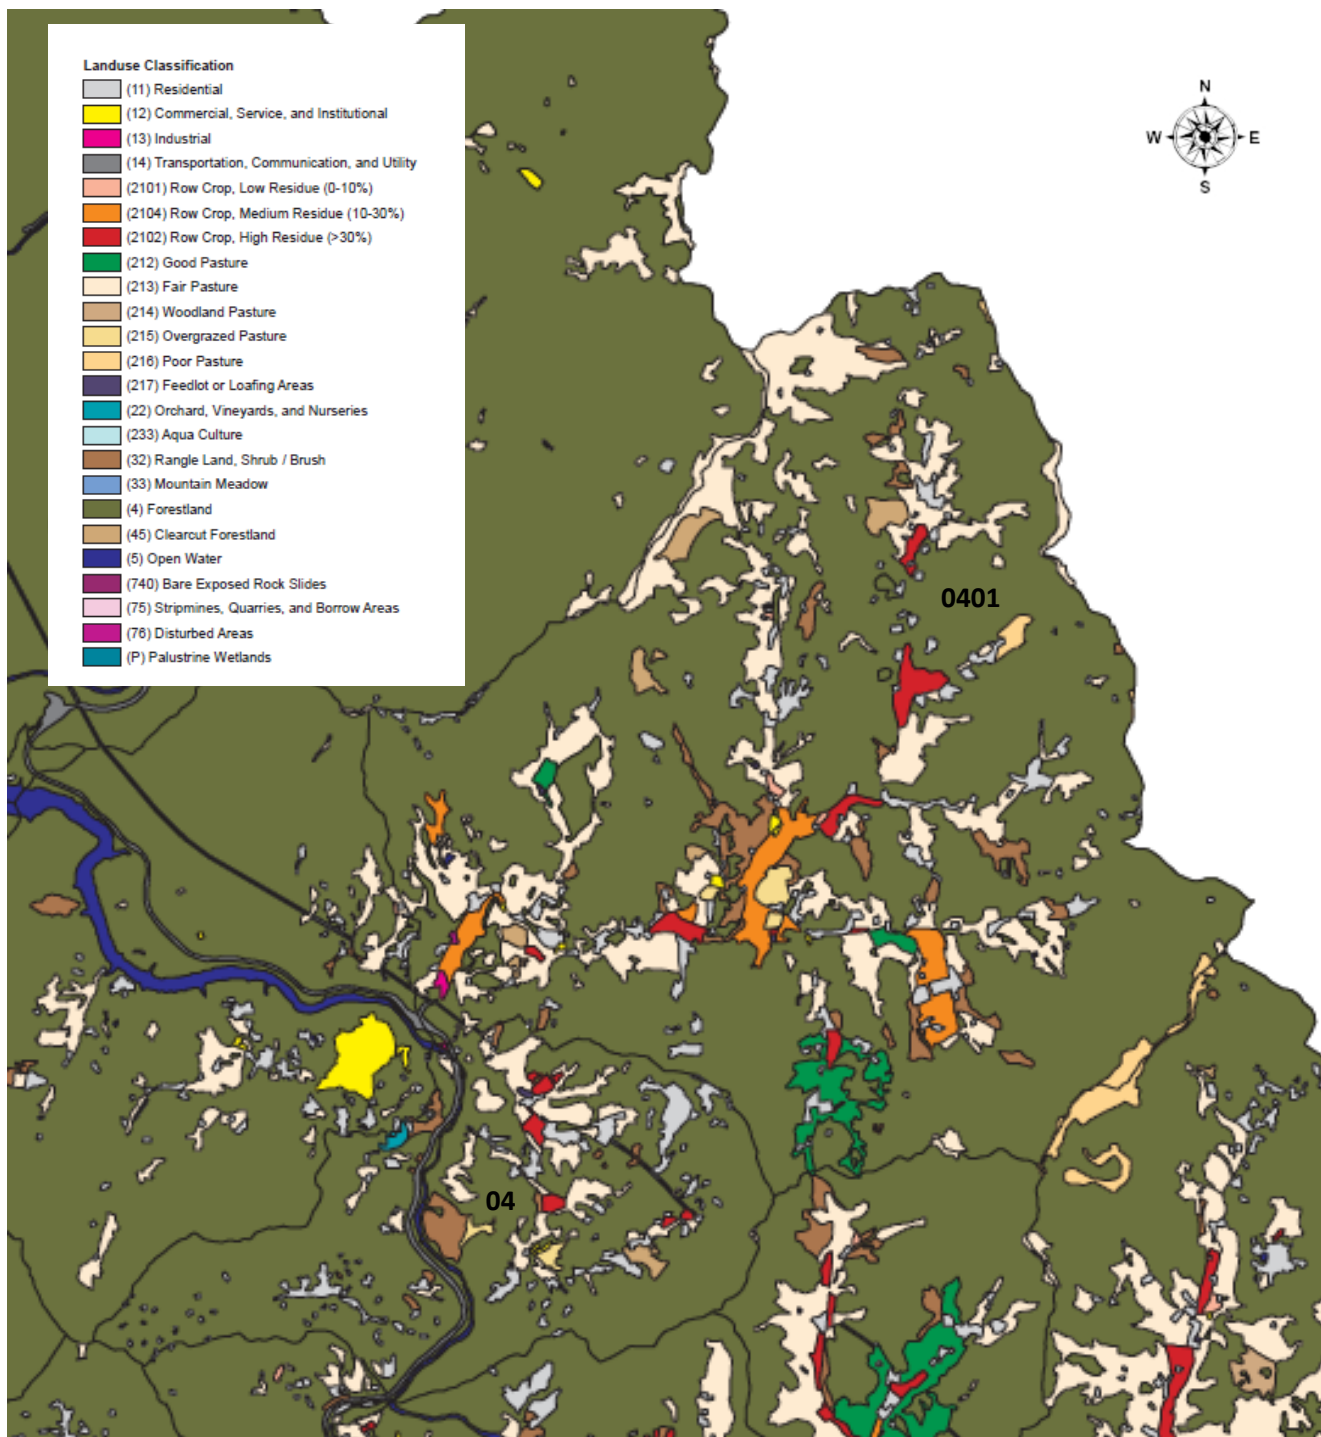 Landuse Classification
(11) Residential
(12) Commercial, Service, and Institutional
(13) Industrial
(14) Transportation, Communication, and Utility
(2101) Row Crop, Low Residue (0-10%)
(2104) Row Crop, Medium Residue (10-30%)
(2102) Row Crop, High Residue (>30%)
(212) Good Pasture
(213) Fair Pasture
(214) Woodland Pasture
(215) Overgrazed Pasture
(216) Poor Pasture
(217) Feedlot or Loafing Areas
(22) Orchard, Vineyards, and Nurseries
(233) Aqua Culture
(32) Rangle Land, Shrub / Brush
(33) Mountain Meadow
(4) Forestland
(45) Clearcut Forestland
(5) Open Water
(740) Bare Exposed Rock Slides
(75) Stripmines, Quarries, and Borrow Areas
(76) Disturbed Areas
(P) Palustrine Wetlands
N
W E
S
0401
04